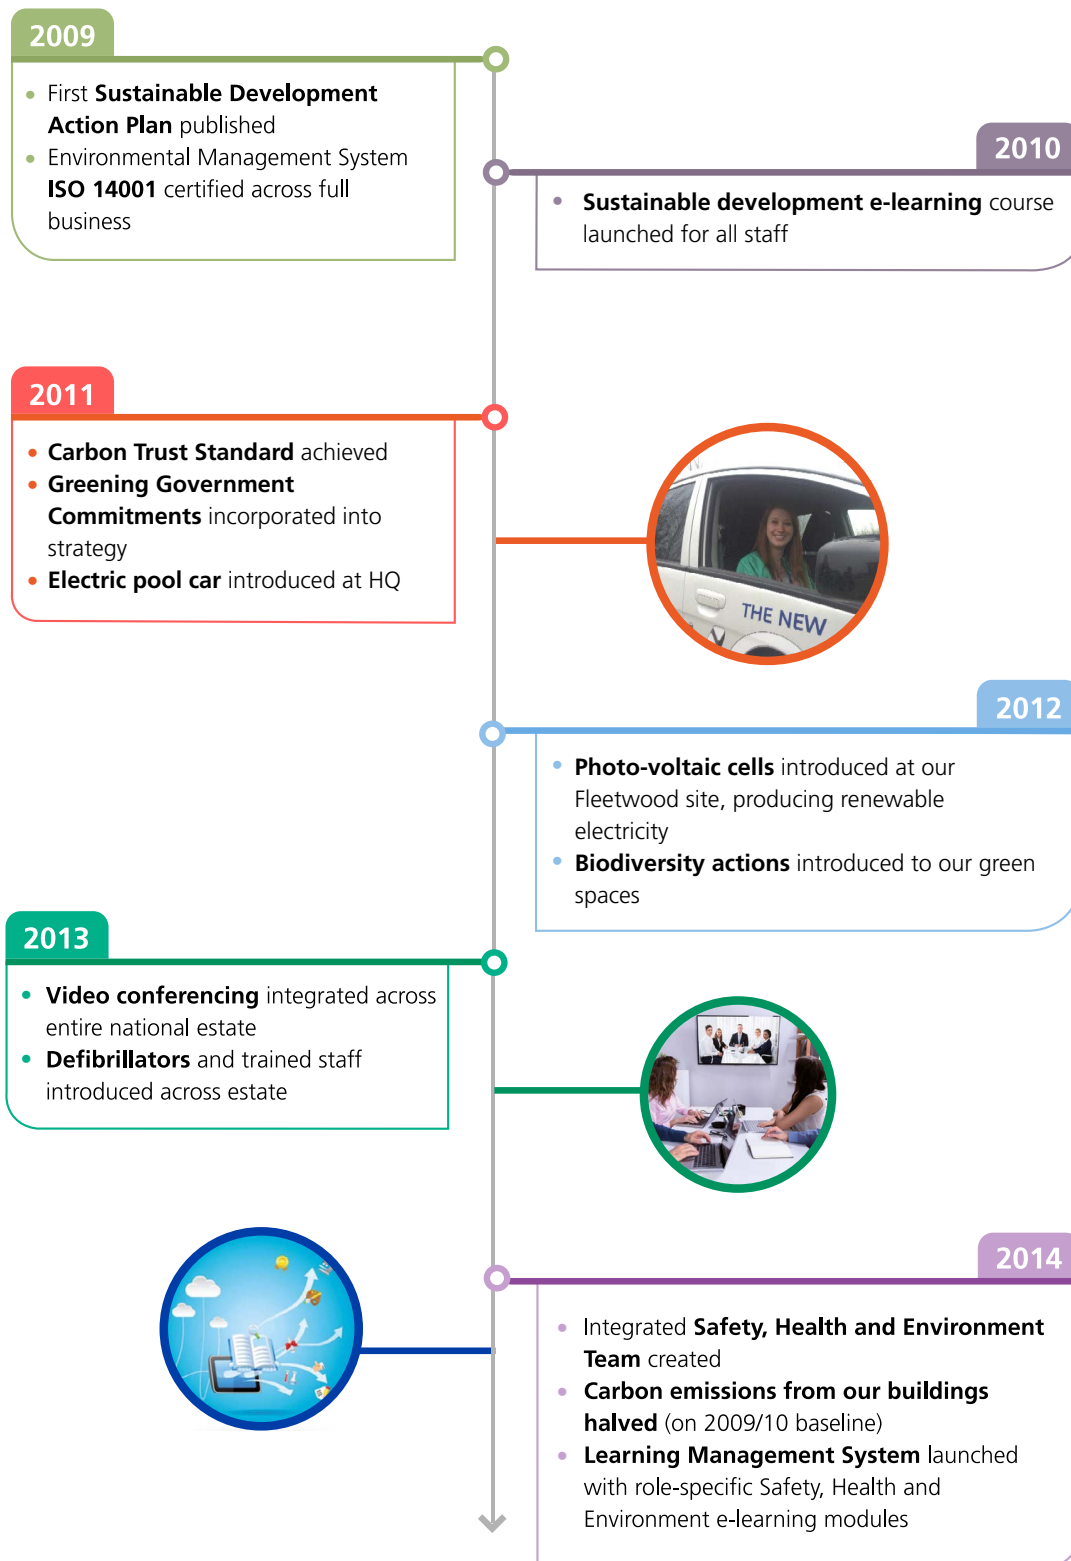 2009
• First Sustainable Development
Action Plan published
• Environmental Management System
ISO 14001 certified across full
business
2010
• Sustainable development e-learning course
launched for all staff
2011
• Carbon Trust Standard achieved
• Greening Government
Commitments incorporated into
strategy
• Electric pool car introduced at HQ
THE NEW
2012
• Photo-voltaic cells introduced at our
Fleetwood site, producing renewable
electricity
• Biodiversity actions introduced to our green
spaces
2013
• Video conferencing integrated across
entire national estate
• Defibrillators and trained staff
introduced across estate
2014
• Integrated Safety, Health and Environment
Team created
• Carbon emissions from our buildings
halved (on 2009/10 baseline)
• Learning Management System launched
with role-specific Safety, Health and
Environment e-learning modules